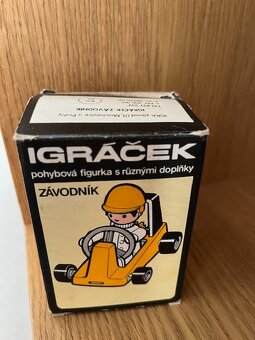 IGRÁČEK ZÁVODNÍK
IGRÁČEK
pohybová figurka s různými doplňky
ZÁVODNÍK